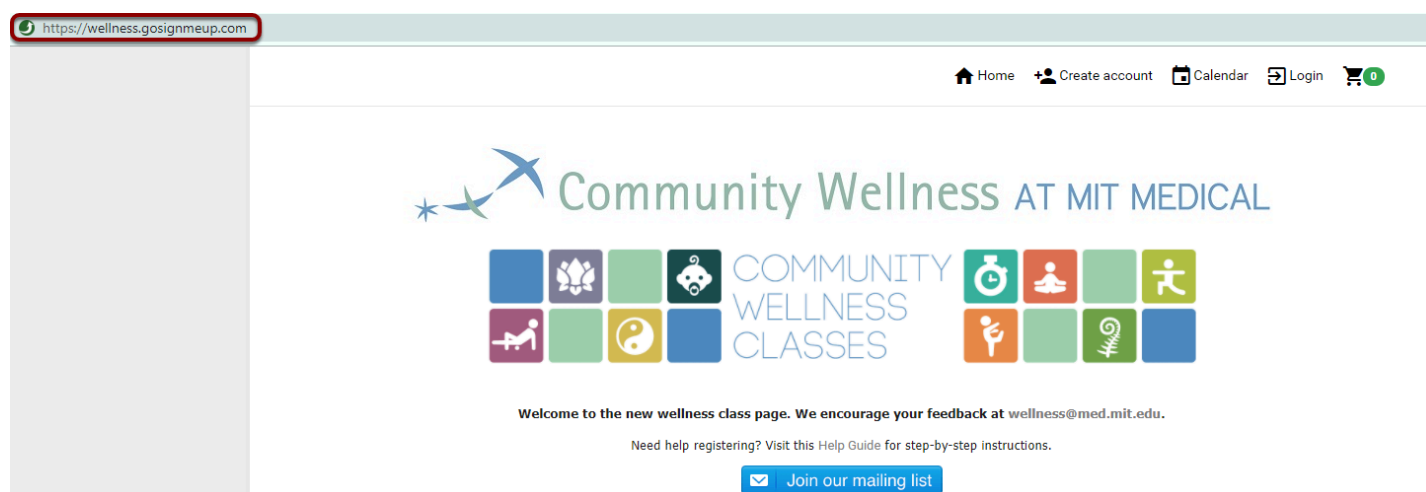 https://wellness.gosignmeup.com
Home Create account Calendar Login 0
Community Wellness AT MIT MEDICAL
COMMUNITY
WELLNESS
CLASSES
Welcome to the new wellness class page. We encourage your feedback at wellness@med.mit.edu.
Need help registering? Visit this Help Guide for step-by-step instructions.
Join our mailing list